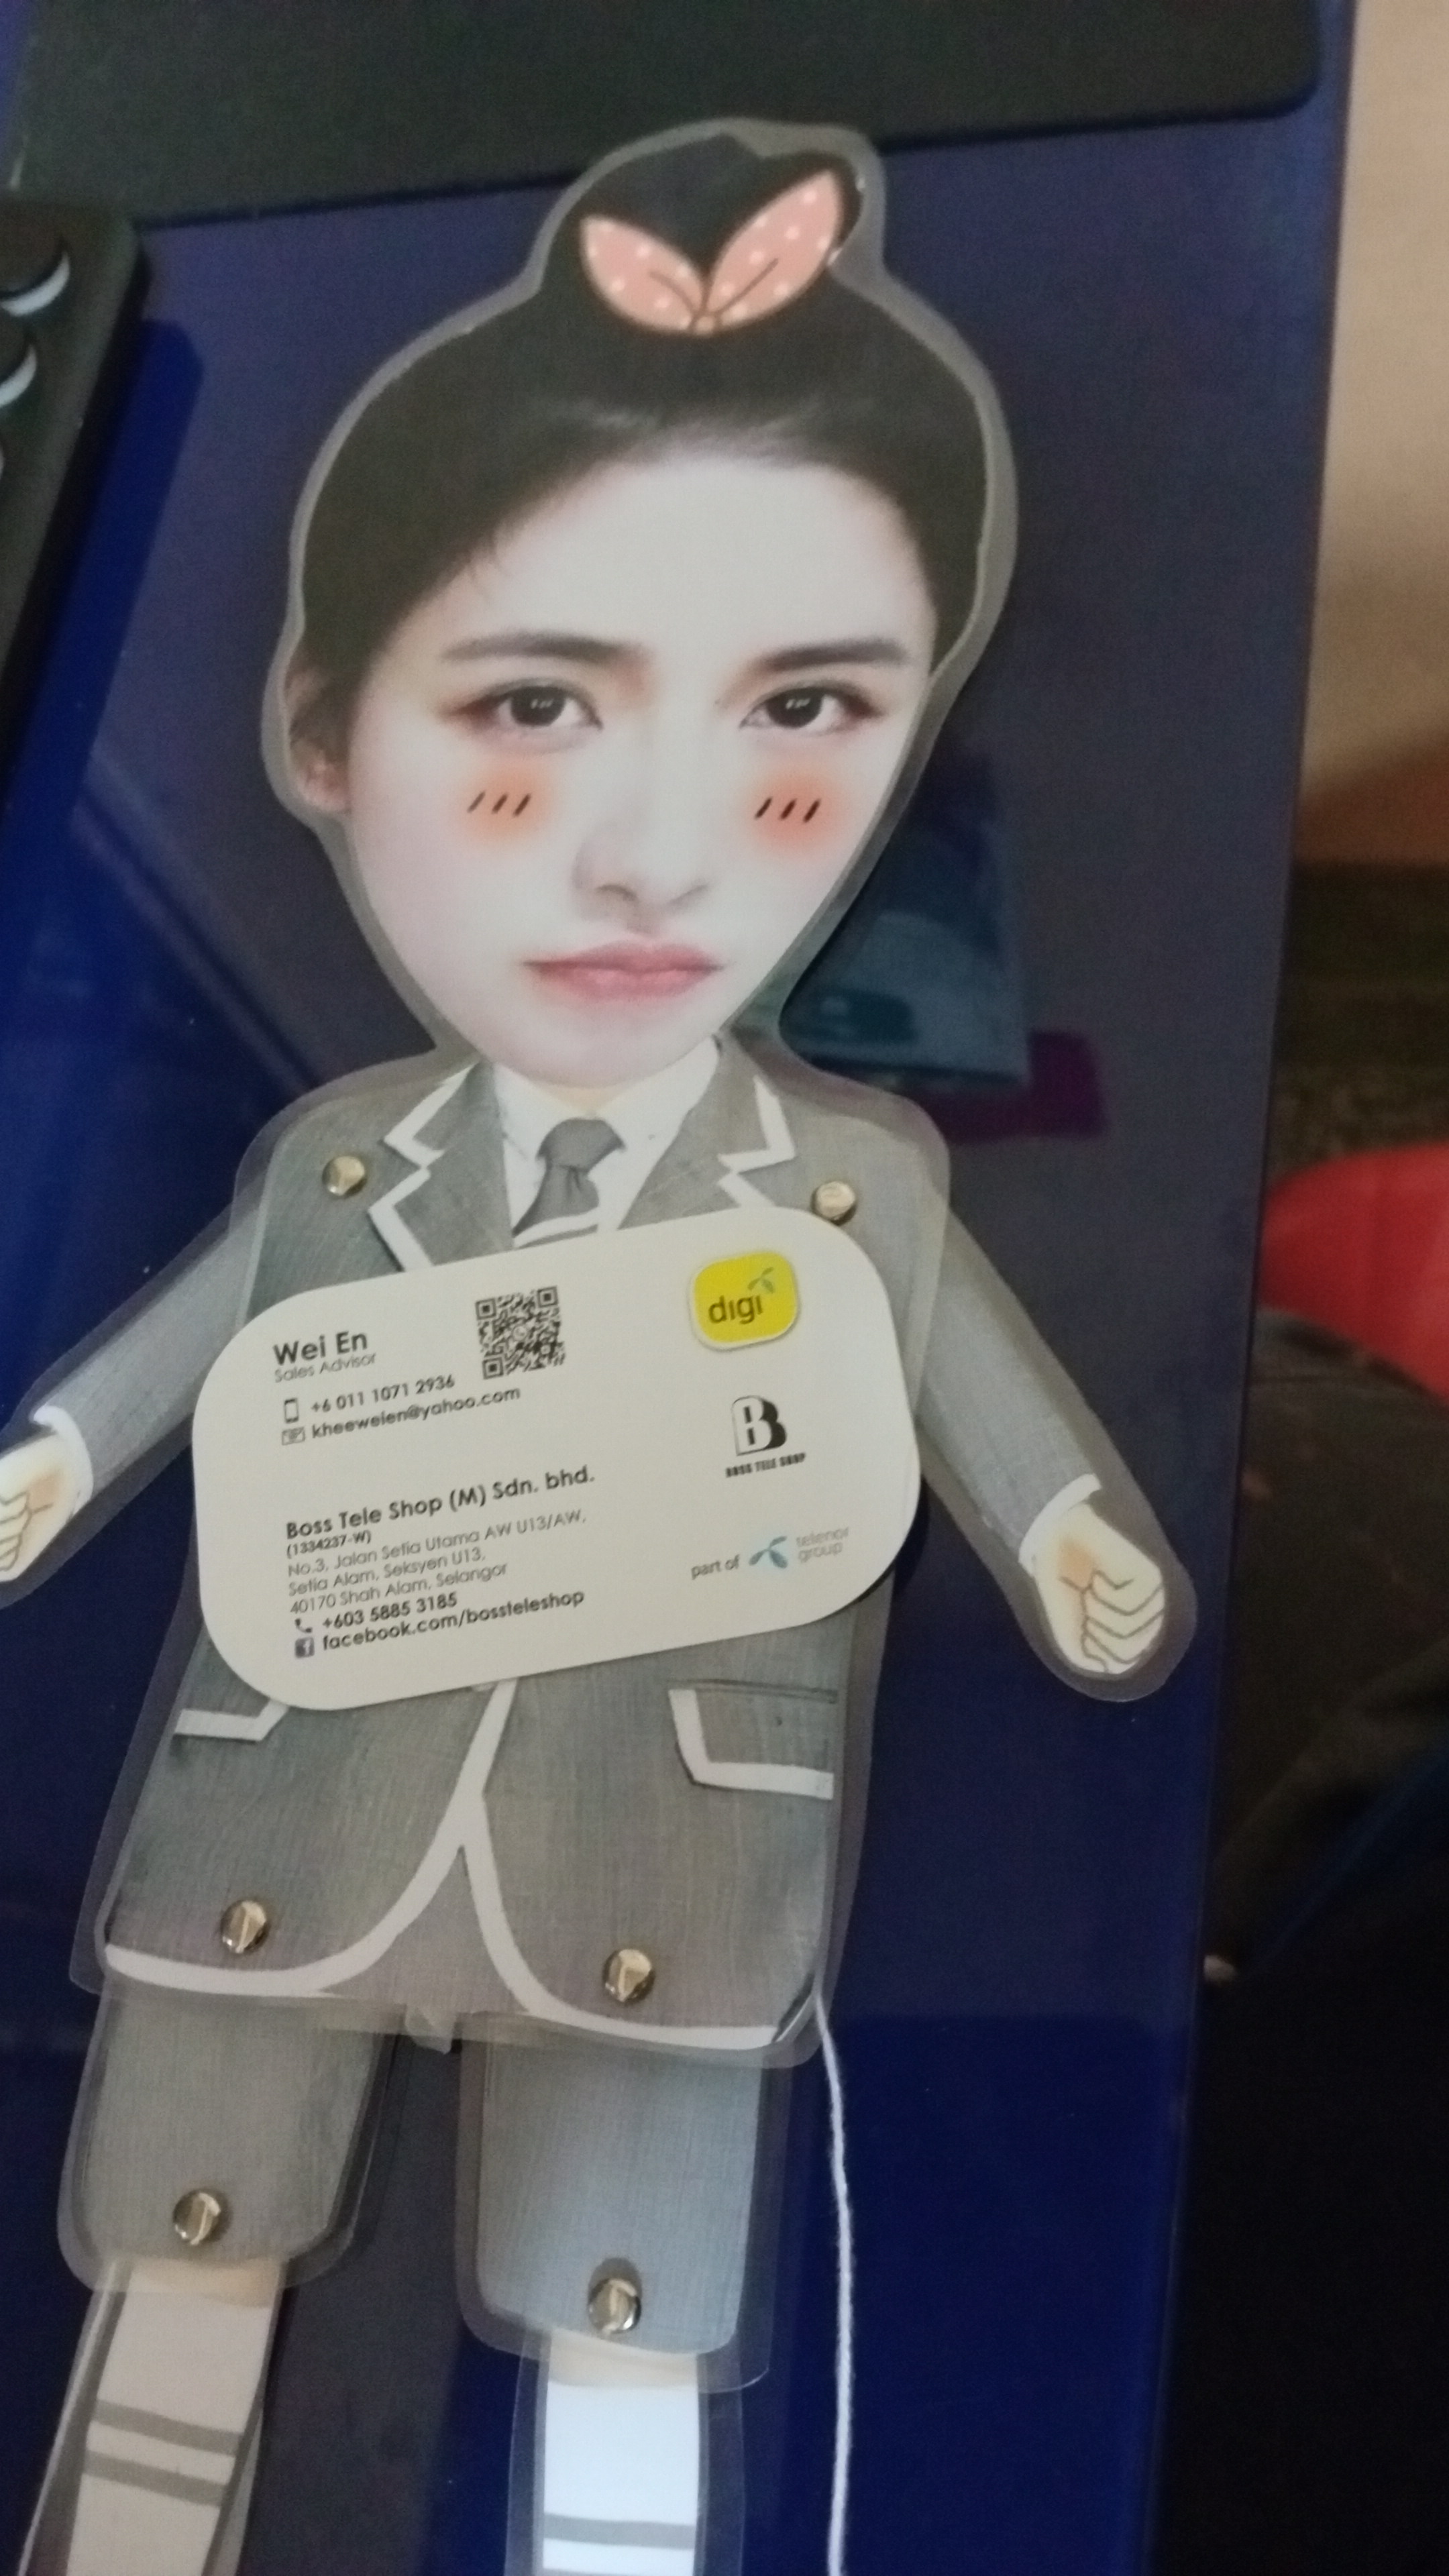 Wei En
Sales Advisor
+6 011 1071 2936
kheeweien@yahoo.com
Boss Tele Shop (M) Sdn. bhd.
(1334237-W)
No.3, Jalan Setia Utama AW U13/AW,
Setia Alam, Seksyen U13,
40170 Shah Alam, Selangor
+603 5885 3185
facebook.com/bossteleshop
digi
B
BOSS TELE SHOP
part of telenor
group